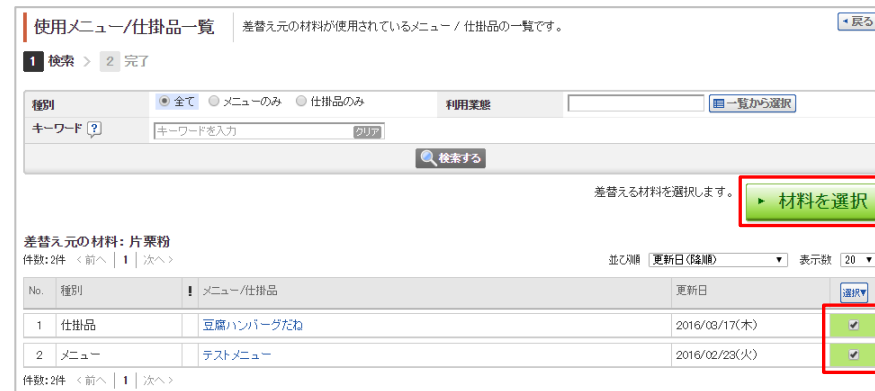 使用メニュー/仕掛品一覧 差替え元の材料が使用されているメニュー / 仕掛品の一覧です。 戻る
1 検索 > 2 完了
種別 全て メニューのみ 仕掛品のみ 利用業態 一覧から選択
キーワード ? キーワードを入力 クリア
検索する
差替える材料を選択します。 材料を選択
差替え元の材料: 片栗粉
件数:2件 <前へ | 1 | 次へ> 並び順 更新日(降順) 表示数 20
No. 種別 ! メニュー/仕掛品 更新日 選択▼
1 仕掛品 豆腐ハンバーグだね 2016/03/17(木)
2 メニュー テストメニュー 2016/02/23(火)
件数:2件 <前へ | 1 | 次へ>